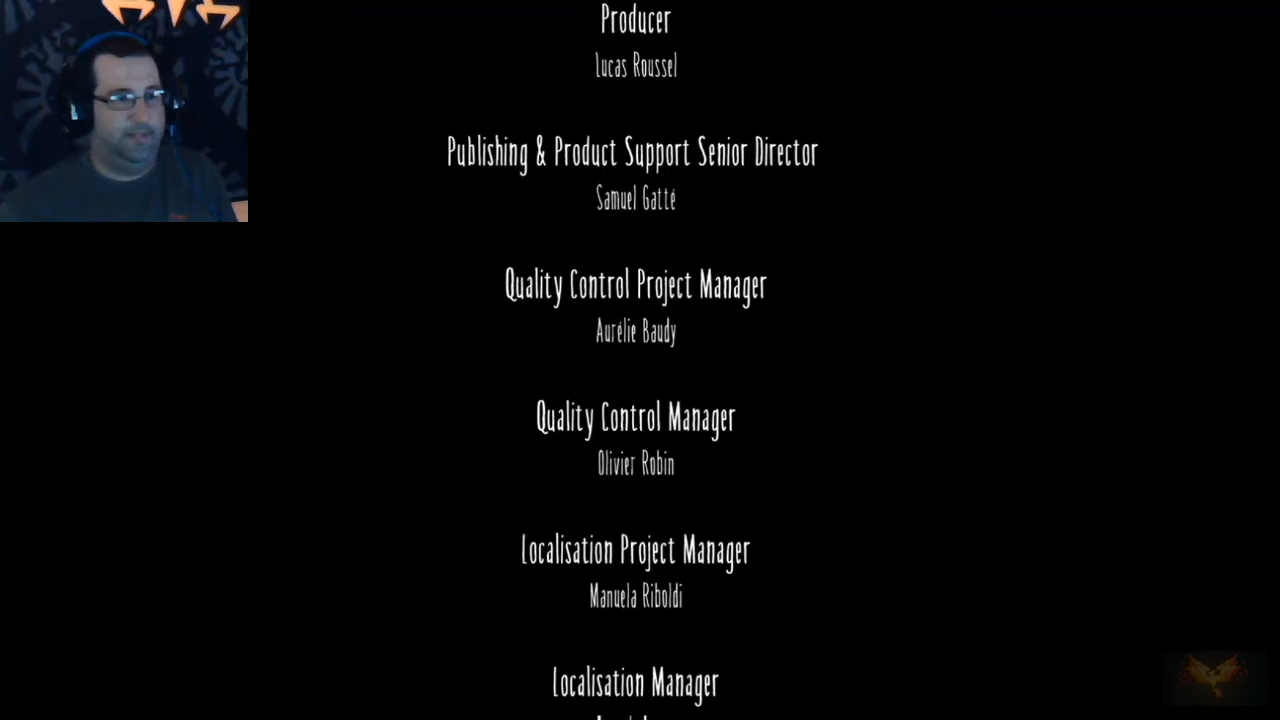 Producer
Lucas Roussel
Publishing & Product Support Senior Director
Samuel Gatté
Quality Control Project Manager
Aurélie Baudy
Quality Control Manager
Olivier Robin
Localisation Project Manager
Manuela Riboldi
Localisation Manager